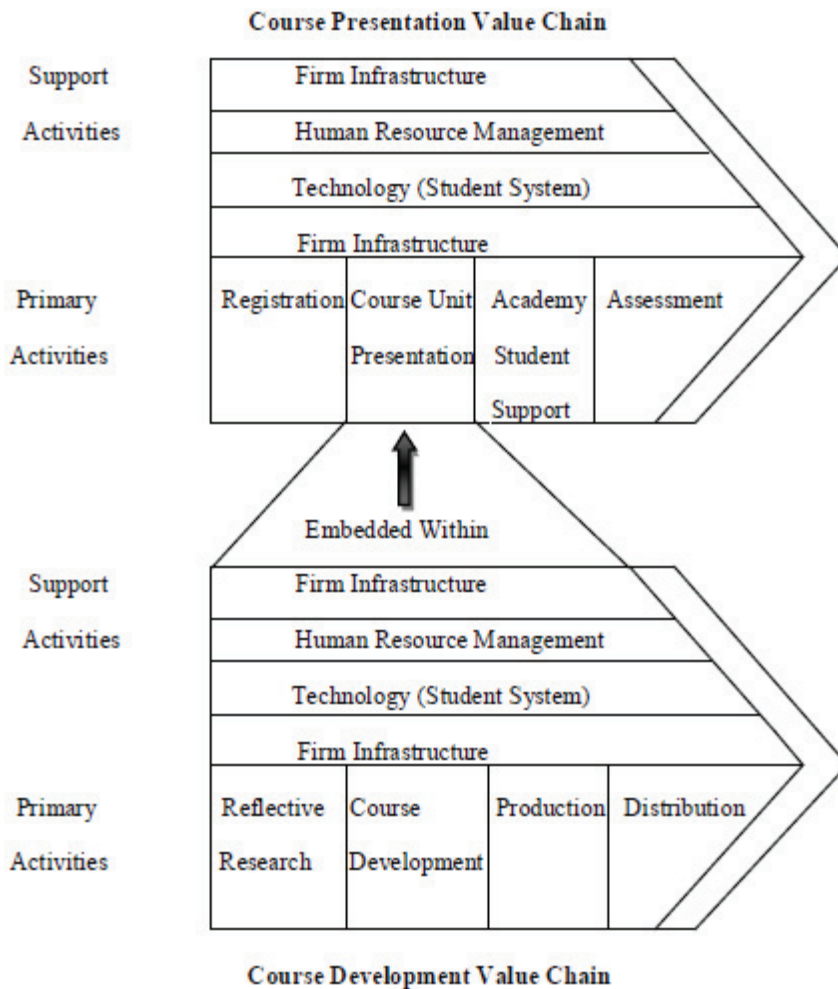 Course Presentation Value Chain
Support Firm Infrastructure
Activities Human Resource Management
Technology (Student System)
Firm Infrastructure
Primary Registration Course Unit Academy Assessment
Activities Presentation Student
Support
Embedded Within
Support Firm Infrastructure
Activities Human Resource Management
Technology (Student System)
Firm Infrastructure
Primary Reflective Course Production Distribution
Activities Research Development
Course Development Value Chain